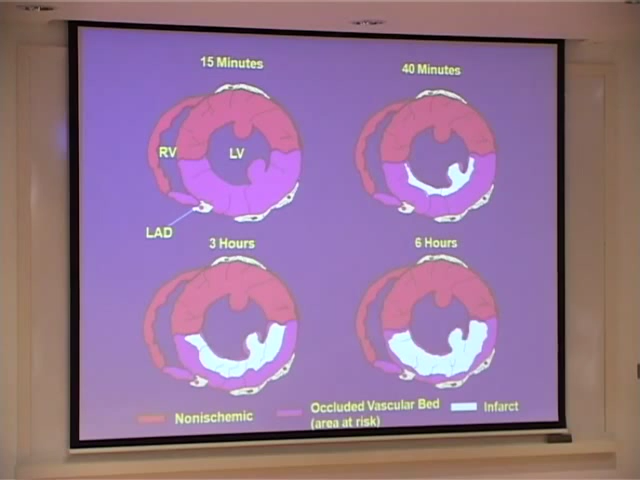 15 Minutes
40 Minutes
RV
LV
LAD
3 Hours
6 Hours
Nonischemic
Occluded Vascular Bed
(area at risk)
Infarct